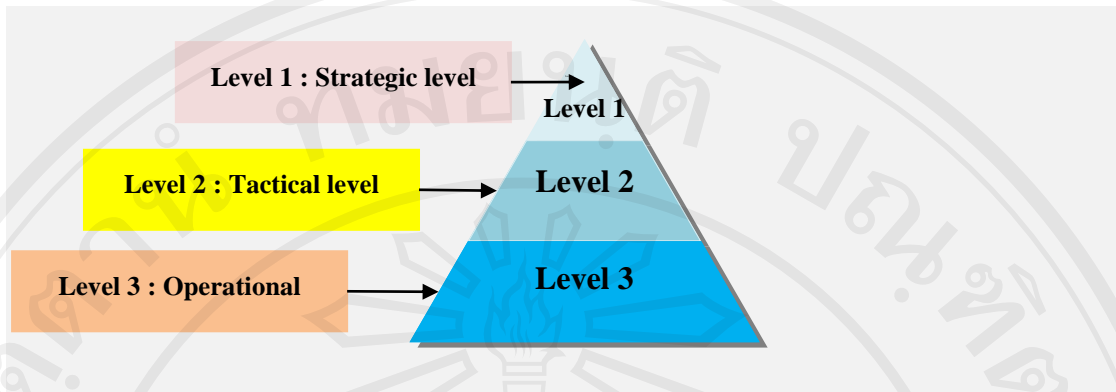 Level 1 : Strategic level
Level 1
Level 2 : Tactical level
Level 2
Level 3 : Operational
Level 3